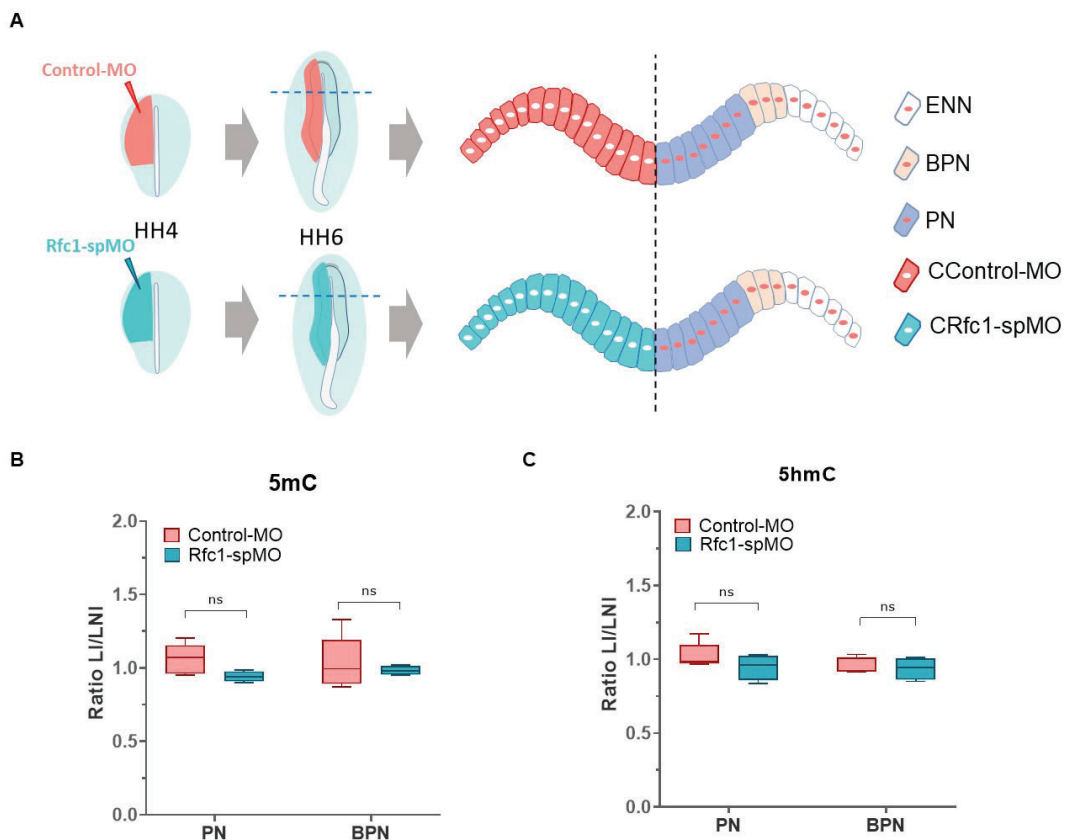 A
Control-MO
HH4
HH6
Rfc1-spMO
ENN
BPN
PN
CControl-MO
CRfc1-spMO
B
5mC
Control-MO
Rfc1-spMO
ns
ns
Ratio LI/LNI
2.0
1.5
1.0
0.5
0.0
PN
BPN
C
5hmC
Control-MO
Rfc1-spMO
ns
ns
Ratio LI/LNI
2.0
1.5
1.0
0.5
0.0
PN
BPN